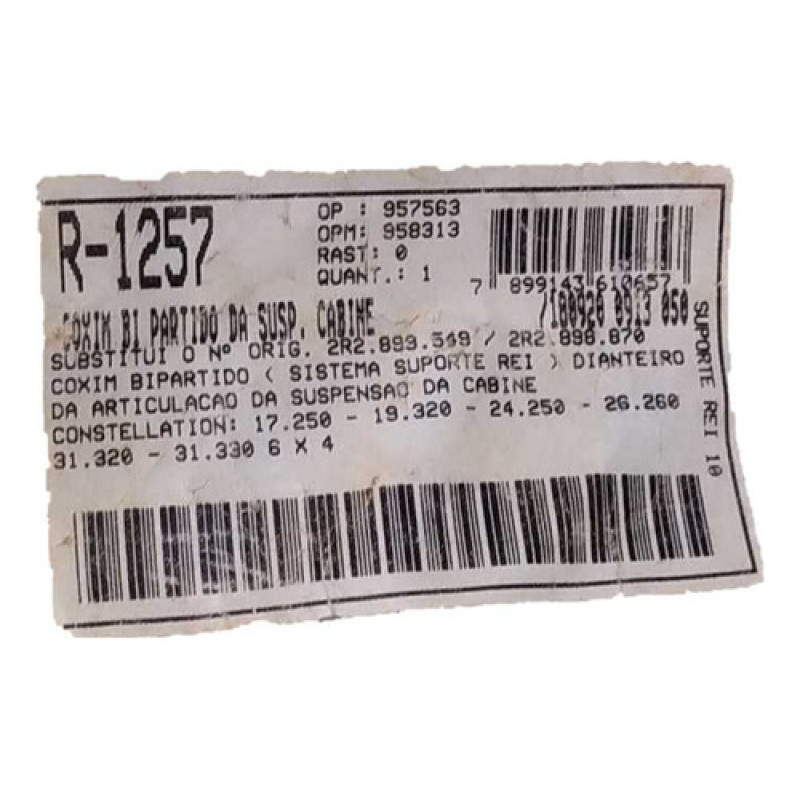 R-1257
OP : 957563
OPM: 958313
RAST: 0
QUANT.: 1
7 899143 610657
/180920 0913 050
COXIM BI PARTIDO DA SUSP. CABINE
SUBSTITUI O Nº ORIG. 2R2.899.549 / 2R2.898.870
COXIM BIPARTIDO ( SISTEMA SUPORTE REI ) DIANTEIRO
DA ARTICULACAO DA SUSPENSAO DA CABINE
CONSTELLATION: 17.250 - 19.320 - 24.250 - 26.260
31.320 - 31.330 6 X 4
SUPORTE REI 10